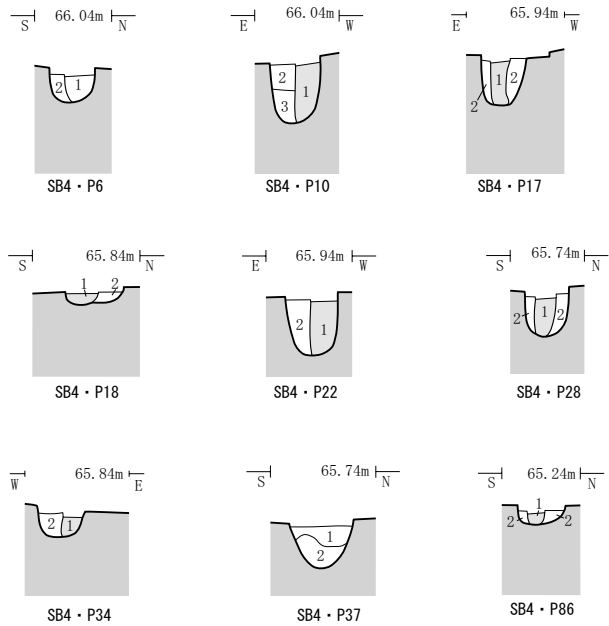 66.04m
S N
2 1
SB4・P6
66.04m
E W
2 1
3
SB4・P10
65.94m
E W
1 2
2
SB4・P17
65.84m
S N
1 2
SB4・P18
65.94m
E W
2 1
SB4・P22
65.74m
S N
2 1 2
SB4・P28
65.84m
W E
2 1
SB4・P34
65.74m
S N
1
2
SB4・P37
65.24m
S N
1
2 2
SB4・P86